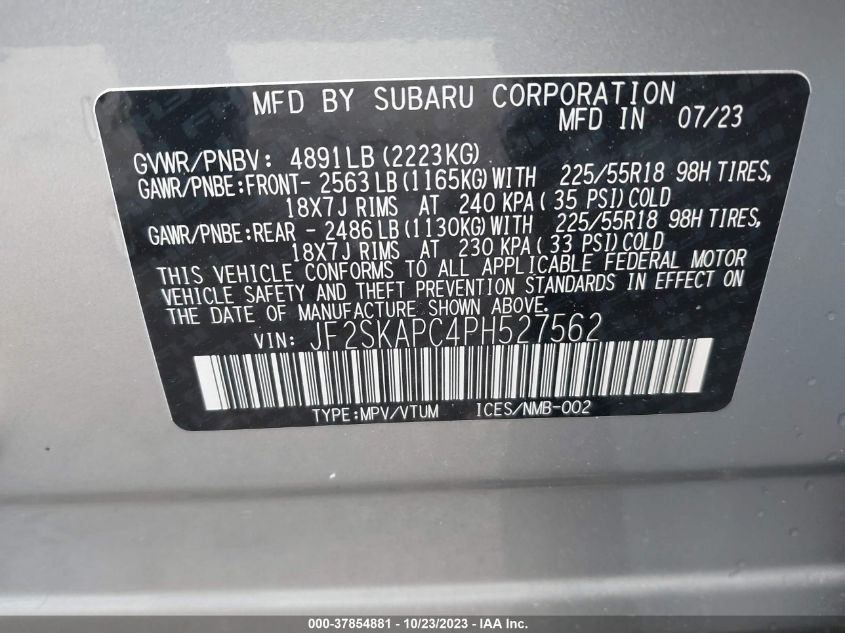 MFD BY SUBARU CORPORATION
MFD IN 07/23
GVWR/PNBV: 4891LB (2223KG)
GAWR/PNBE:FRONT- 2563 LB (1165KG) WITH 225/55R18 98H TIRES,
18X7J RIMS AT 240 KPA ( 35 PSI) COLD
GAWR/PNBE:REAR - 2486 LB (1130KG) WITH 225/55R18 98H TIRES,
18X7J RIMS AT 230 KPA ( 33 PSI) COLD
THIS VEHICLE CONFORMS TO ALL APPLICABLE FEDERAL MOTOR
VEHICLE SAFETY AND THEFT PREVENTION STANDARDS IN EFFECT ON
THE DATE OF MANUFACTURE SHOWN ABOVE.
VIN: JF2SKAPC4PH527562
TYPE:MPV/VTUM ICES/NMB-002
000-37854881 - 10/23/2023 - IAA Inc.